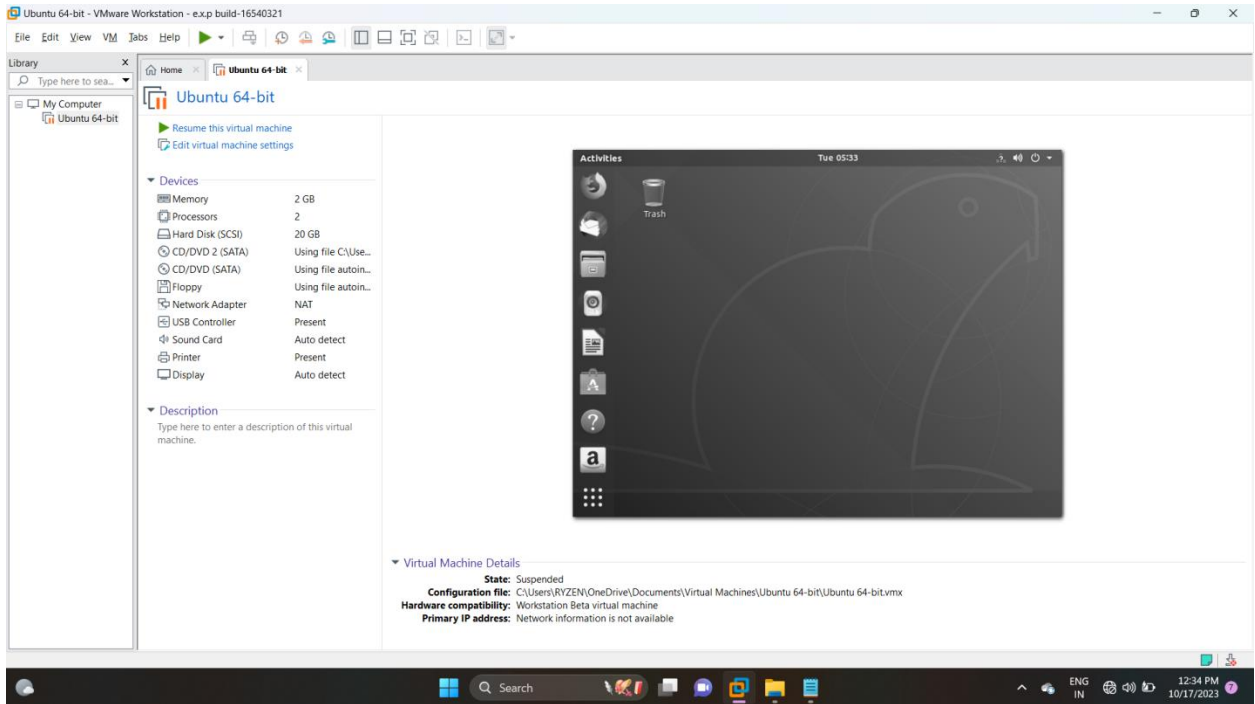 Ubuntu 64-bit - VMware Workstation - e.x.p build-16540321
File Edit View VM Tabs Help
Library X
Type here to sea...
My Computer
Ubuntu 64-bit
Home
Ubuntu 64-bit
Ubuntu 64-bit
Resume this virtual machine
Edit virtual machine settings
Devices
Memory 2 GB
Processors 2
Hard Disk (SCSI) 20 GB
CD/DVD 2 (SATA) Using file C:\Use...
CD/DVD (SATA) Using file autoin...
Floppy Using file autoin...
Network Adapter NAT
USB Controller Present
Sound Card Auto detect
Printer Present
Display Auto detect
Description
Type here to enter a description of this virtual
machine.
Activities Tue 05:33
Trash
Virtual Machine Details
State: Suspended
Configuration file: C:\Users\RYZEN\OneDrive\Documents\Virtual Machines\Ubuntu 64-bit\Ubuntu 64-bit.vmx
Hardware compatibility: Workstation Beta virtual machine
Primary IP address: Network information is not available
Search
ENG
IN
12:34 PM
10/17/2023
7